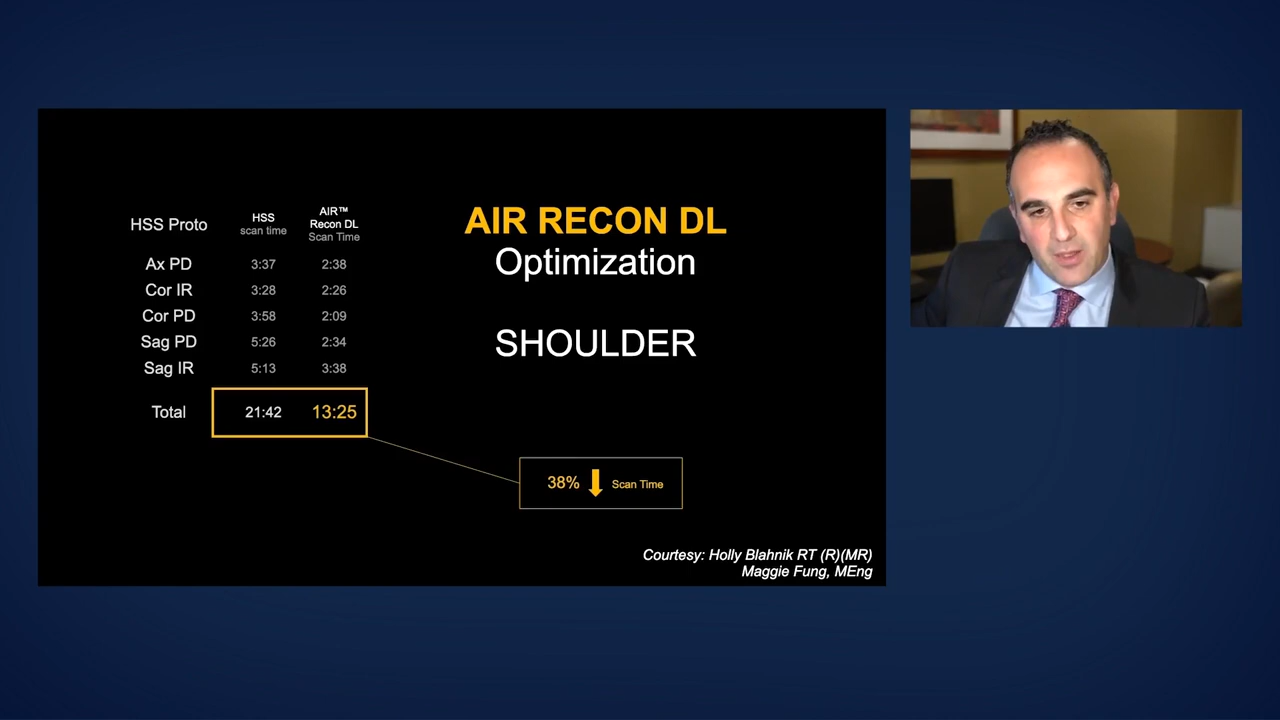 HSS Proto HSS scan time AIR™ Recon DL Scan Time
Ax PD 3:37 2:38
Cor IR 3:28 2:26
Cor PD 3:58 2:09
Sag PD 5:26 2:34
Sag IR 5:13 3:38
Total 21:42 13:25
AIR RECON DL
Optimization
SHOULDER
38% Scan Time
Courtesy: Holly Blahnik RT (R)(MR)
Maggie Fung, MEng